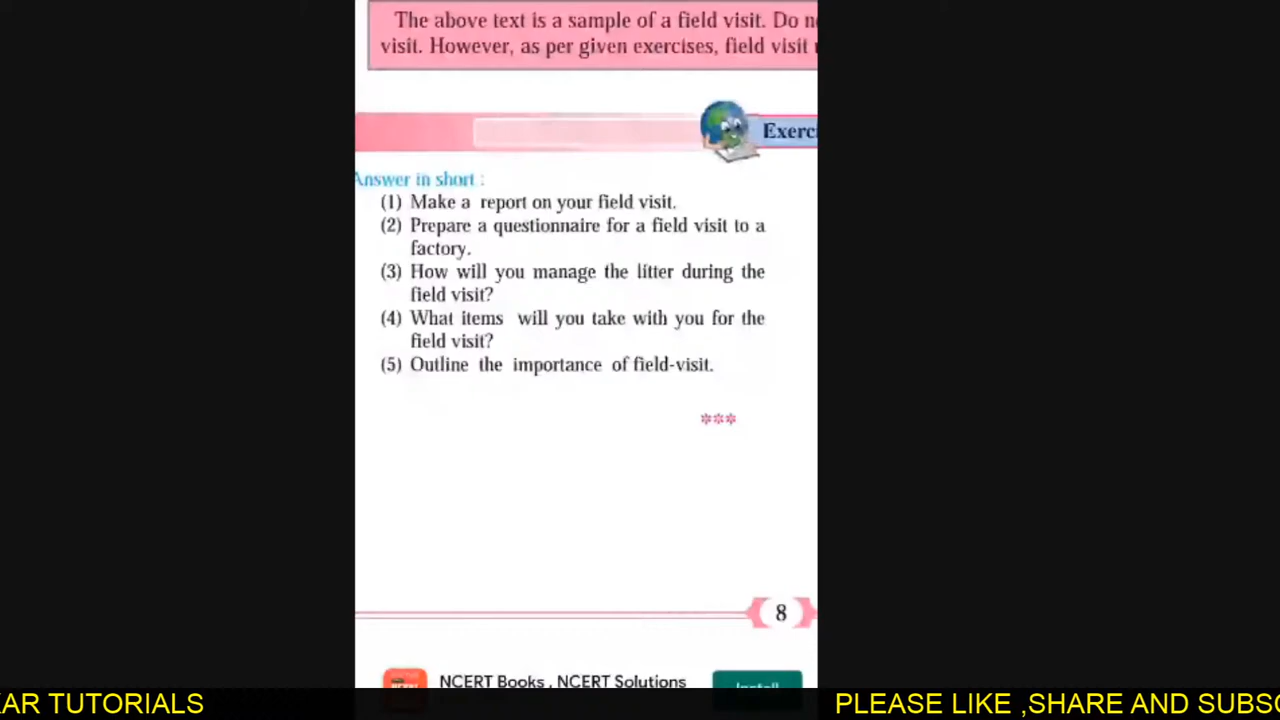 The above text is a sample of a field visit. Do
visit. However, as per given exercises, field visit
Answer in short :
(1) Make a report on your field visit.
(2) Prepare a questionnaire for a field visit to a
factory.
(3) How will you manage the litter during the
field visit?
(4) What items will you take with you for the
field visit?
(5) Outline the importance of field-visit.
***
8
NCERT Books , NCERT Solutions
Install
TUTORIALS
PLEASE LIKE ,SHARE AND